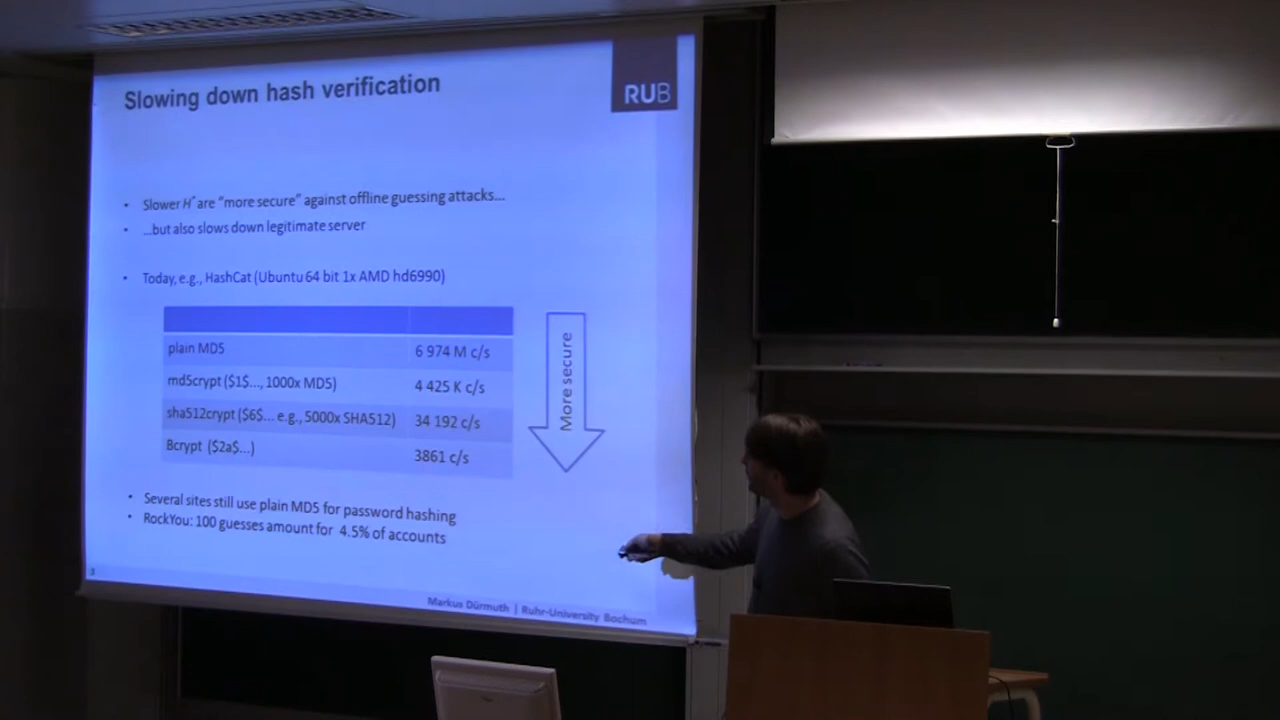 Slowing down hash verification
RUB
• Slower H* are “more secure” against offline guessing attacks...
• ...but also slows down legitimate server
• Today, e.g., HashCat (Ubuntu 64 bit 1x AMD hd6990)
plain MD5 6 974 M c/s
md5crypt ($1$..., 1000x MD5) 4 425 K c/s
sha512crypt ($6$... e.g., 5000x SHA512) 34 192 c/s
Bcrypt ($2a$...) 3861 c/s
More secure
• Several sites still use plain MD5 for password hashing
• RockYou: 100 guesses amount for 4.5% of accounts
Markus Dürmuth | Ruhr-University Bochum